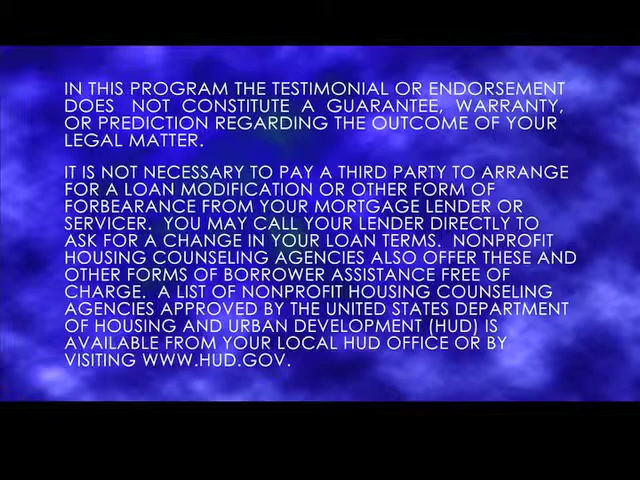 IN THIS PROGRAM THE TESTIMONIAL OR ENDORSEMENT
DOES NOT CONSTITUTE A GUARANTEE, WARRANTY,
OR PREDICTION REGARDING THE OUTCOME OF YOUR
LEGAL MATTER.
IT IS NOT NECESSARY TO PAY A THIRD PARTY TO ARRANGE
FOR A LOAN MODIFICATION OR OTHER FORM OF
FORBEARANCE FROM YOUR MORTGAGE LENDER OR
SERVICER. YOU MAY CALL YOUR LENDER DIRECTLY TO
ASK FOR A CHANGE IN YOUR LOAN TERMS. NONPROFIT
HOUSING COUNSELING AGENCIES ALSO OFFER THESE AND
OTHER FORMS OF BORROWER ASSISTANCE FREE OF
CHARGE. A LIST OF NONPROFIT HOUSING COUNSELING
AGENCIES APPROVED BY THE UNITED STATES DEPARTMENT
OF HOUSING AND URBAN DEVELOPMENT (HUD) IS
AVAILABLE FROM YOUR LOCAL HUD OFFICE OR BY
VISITING WWW.HUD.GOV.